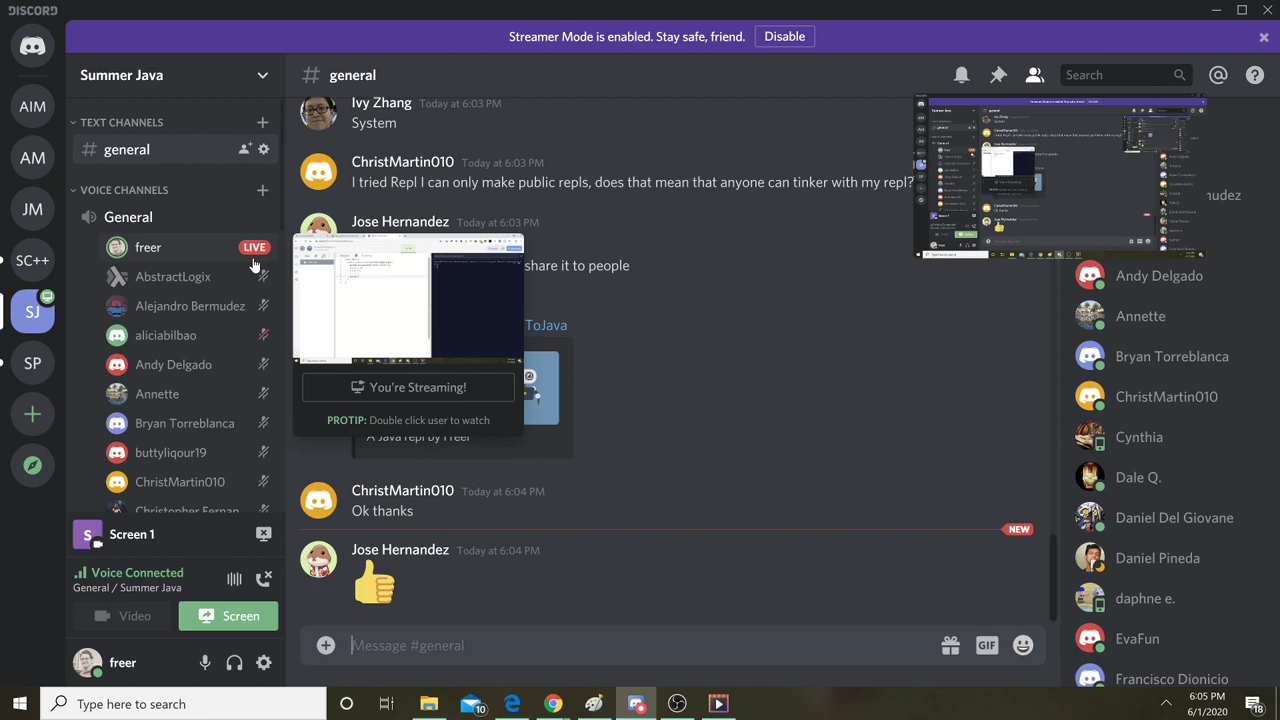 DISCORD
Streamer Mode is enabled. Stay safe, friend.
Disable
AIM
AM
JM
SC++
SJ
SP
Summer Java
TEXT CHANNELS
general
VOICE CHANNELS
General
freer
LIVE
AbstractLogix
Alejandro Bermudez
aliciabilbao
Andy Delgado
Annette
Bryan Torreblanca
buttyliqour19
ChristMartin010
Christopher Fernan
S
Screen 1
Voice Connected
General / Summer Java
Video
Screen
freer
# general
Search
Ivy Zhang Today at 6:03 PM
System
ChristMartin010 Today at 6:03 PM
I tried Repl I can only make public repls, does that mean that anyone can tinker with my repl?
Jose Hernandez Today at 6:03 PM
share it to people
ToJava
You're Streaming!
PROTIP: Double click user to watch
A Java repl by Freer
ChristMartin010 Today at 6:04 PM
Ok thanks
NEW
Jose Hernandez Today at 6:04 PM
Message #general
GIF
Andy Delgado
Annette
Bryan Torreblanca
ChristMartin010
Cynthia
Dale Q.
Daniel Del Giovane
Daniel Pineda
daphne e.
EvaFun
Francisco Dionicio
Type here to search
10
6:05 PM
6/1/2020
18